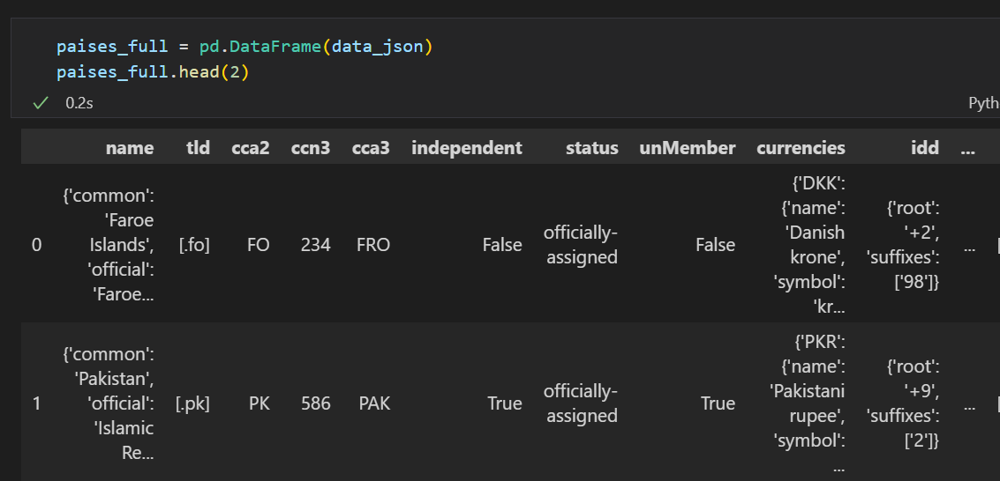 paises_full = pd.DataFrame(data_json)
paises_full.head(2)
0.2s
Pyth
name tld cca2 ccn3 cca3 independent status unMember currencies idd ...
{'DKK':
{'common': {'name': {'root':
'Faroe 'Danish '+2',
0 Islands', [.fo] FO 234 FRO False officially-assigned False krone', 'suffixes': ...
'official': 'symbol': ['98']}
'Faroe... 'kr...
{'PKR':
{'common': {'name': {'root':
'Pakistan', 'Pakistani '+9',
1 'official': [.pk] PK 586 PAK True officially-assigned True rupee', 'suffixes': ...
'Islamic 'symbol': ['2']}
Re... ...